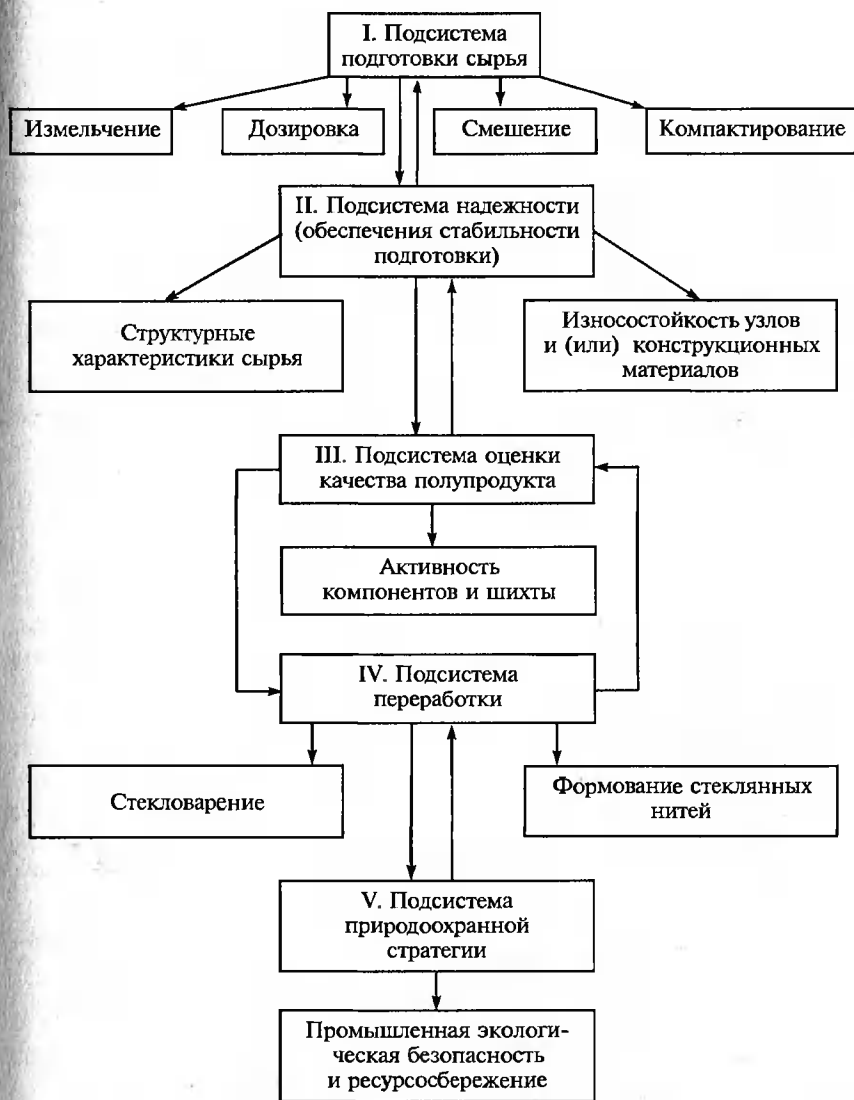 I. Подсистема
подготовки сырья
Измельчение
Дозировка
Смешение
Компактирование
II. Подсистема надежности
(обеспечения стабильности
подготовки)
Структурные
характеристики сырья
Износостойкость узлов
и (или) конструкционных
материалов
III. Подсистема оценки
качества полупродукта
Активность
компонентов и шихты
IV. Подсистема
переработки
Стекловарение
Формование стеклянных
нитей
V. Подсистема
природоохранной
стратегии
Промышленная экологи-
ческая безопасность
и ресурсосбережение